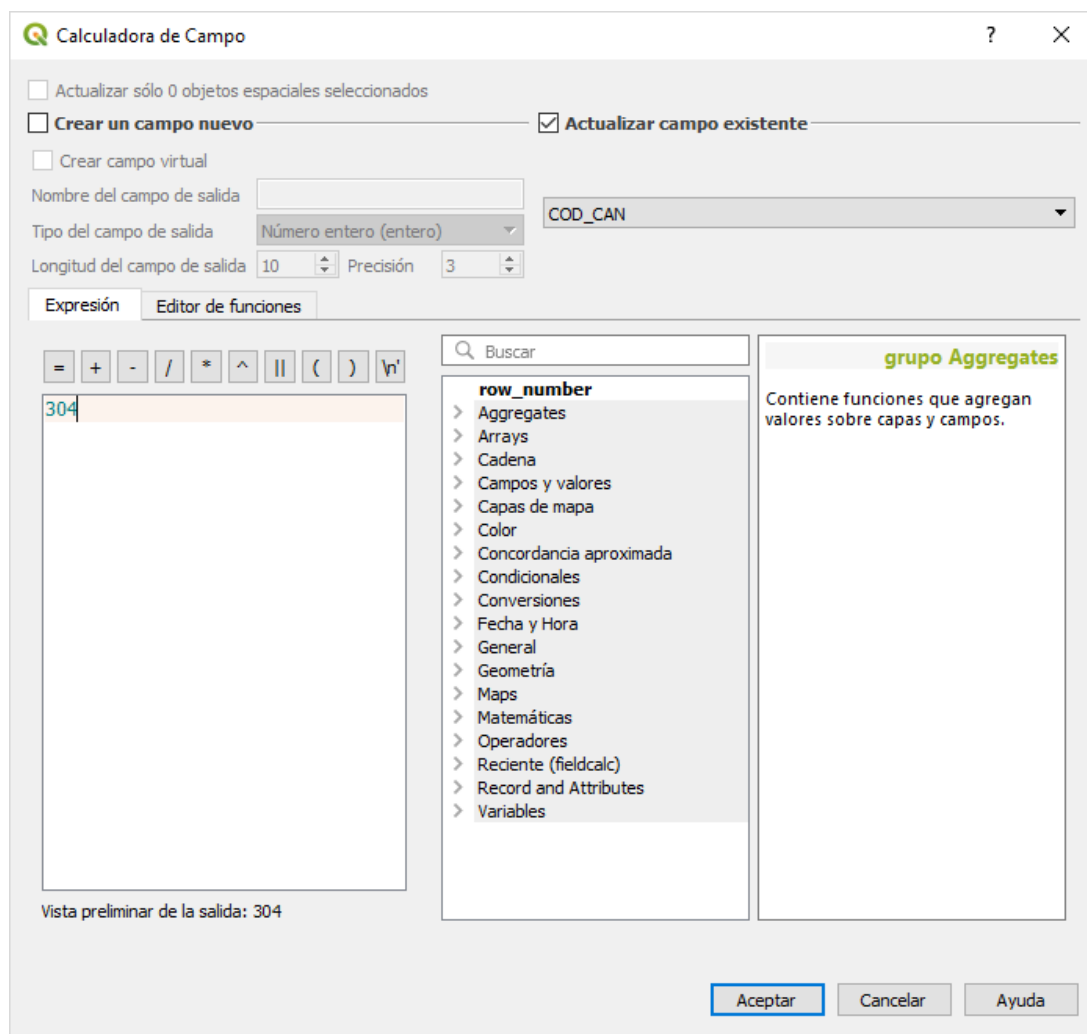 Calculadora de Campo ?
Actualizar sólo 0 objetos espaciales seleccionados
Crear un campo nuevo
Actualizar campo existente
Crear campo virtual
Nombre del campo de salida
COD_CAN
Tipo del campo de salida Número entero (entero)
Longitud del campo de salida 10 Precisión 3
Expresión Editor de funciones
= + - / * ^ || ( ) \n'
304
Vista preliminar de la salida: 304
Buscar
row_number
Aggregates
Arrays
Cadena
Campos y valores
Capas de mapa
Color
Concordancia aproximada
Condicionales
Conversiones
Fecha y Hora
General
Geometría
Maps
Matemáticas
Operadores
Reciente (fieldcalc)
Record and Attributes
Variables
grupo Aggregates
Contiene funciones que agregan
valores sobre capas y campos.
Aceptar Cancelar Ayuda